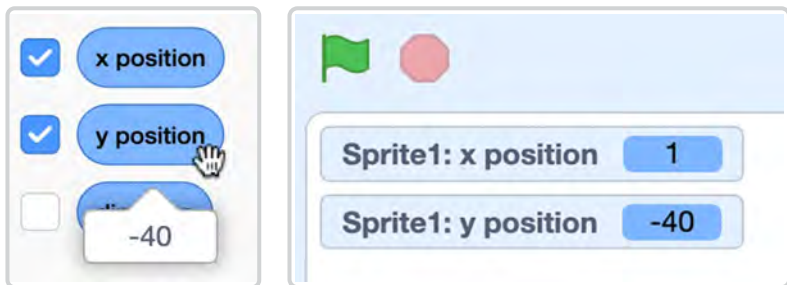 x position
y position
-40
Sprite1: x position 1
Sprite1: y position -40